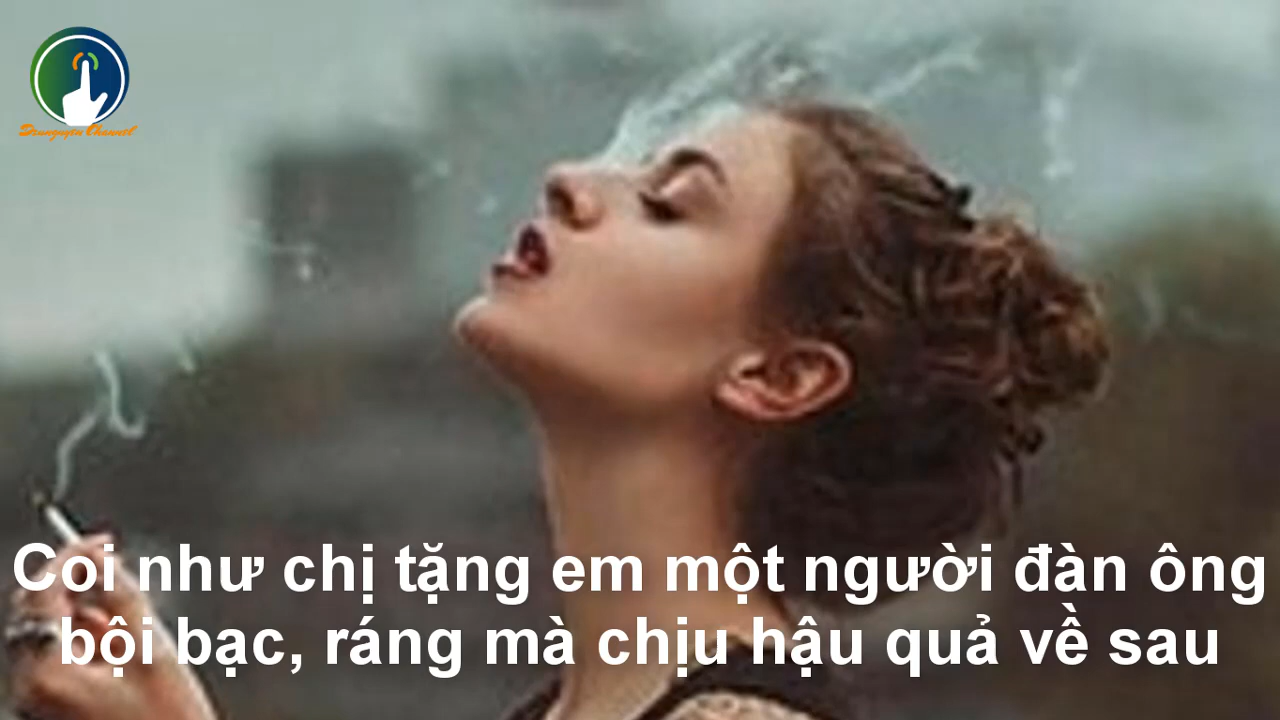 Coi như chị tặng em một người đàn ông
bội bạc, ráng mà chịu hậu quả về sau